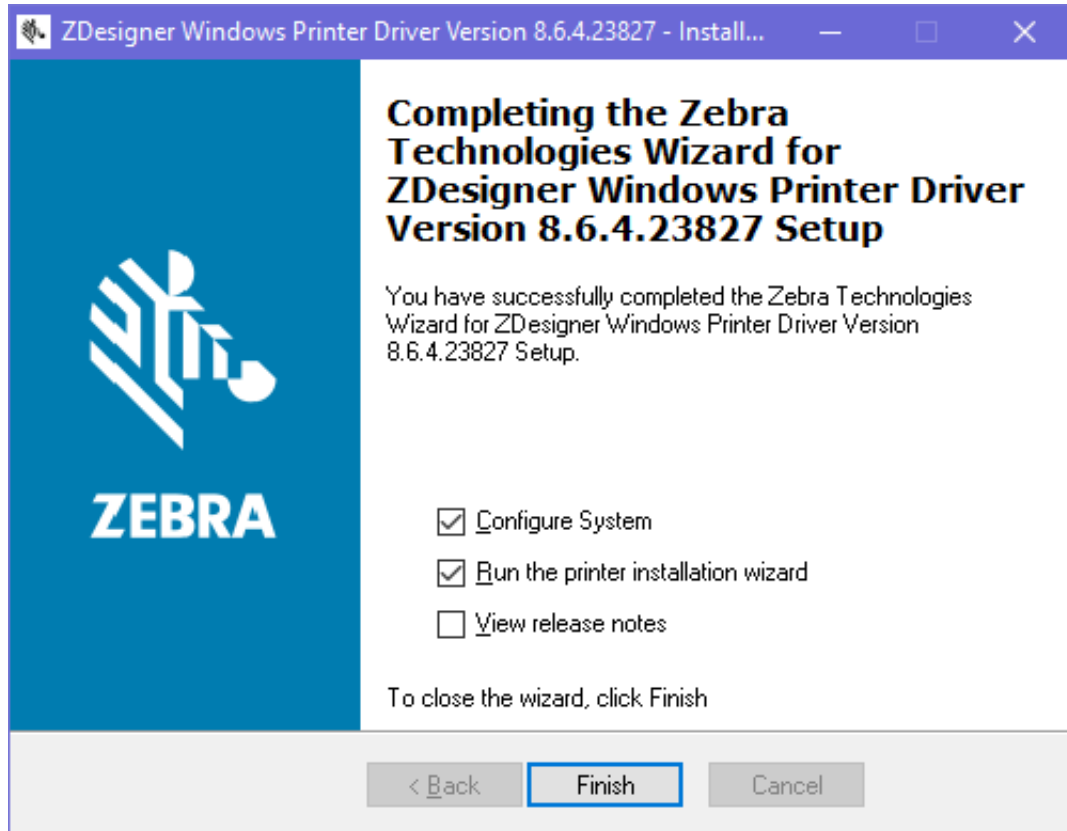 ZDesigner Windows Printer Driver Version 8.6.4.23827 - Install...
Completing the Zebra
Technologies Wizard for
ZDesigner Windows Printer Driver
Version 8.6.4.23827 Setup
You have successfully completed the Zebra Technologies
Wizard for ZDesigner Windows Printer Driver Version
8.6.4.23827 Setup.
ZEBRA
Configure System
Run the printer installation wizard
View release notes
To close the wizard, click Finish
< Back
Finish
Cancel